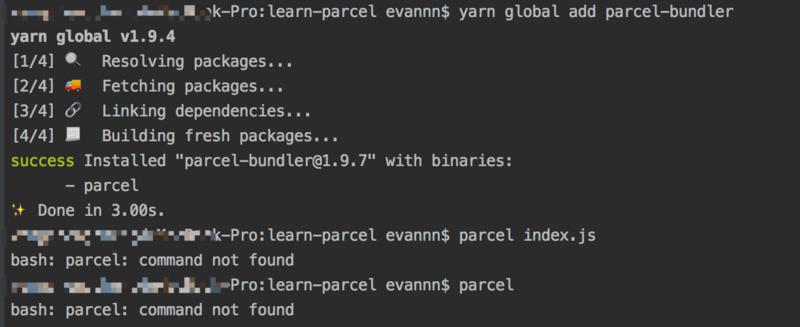 k-Pro:learn-parcel evannn$ yarn global add parcel-bundler
yarn global v1.9.4
[1/4] 🔍 Resolving packages...
[2/4] 🚚 Fetching packages...
[3/4] 🔗 Linking dependencies...
[4/4] 📃 Building fresh packages...
success Installed "parcel-bundler@1.9.7" with binaries:
- parcel
✨ Done in 3.00s.
k-Pro:learn-parcel evannn$ parcel index.js
bash: parcel: command not found
-Pro:learn-parcel evannn$ parcel
bash: parcel: command not found